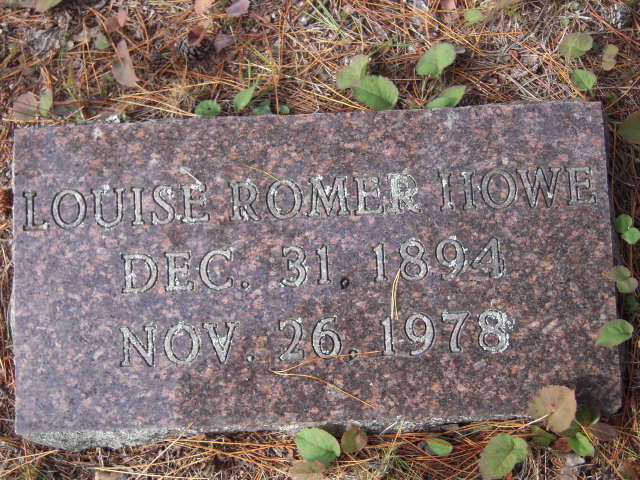 LOUISE ROMER HOWE
DEC. 31, 1894
NOV. 26. 1978